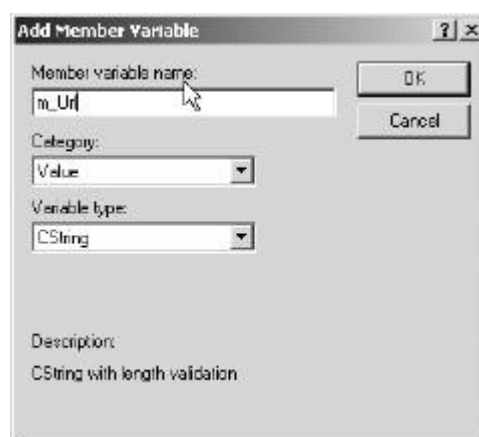 Add Member Variable
Member variable name:
OK
m_Url
Cancel
Category:
Value
Variable type:
CString
Description:
CString with length validation